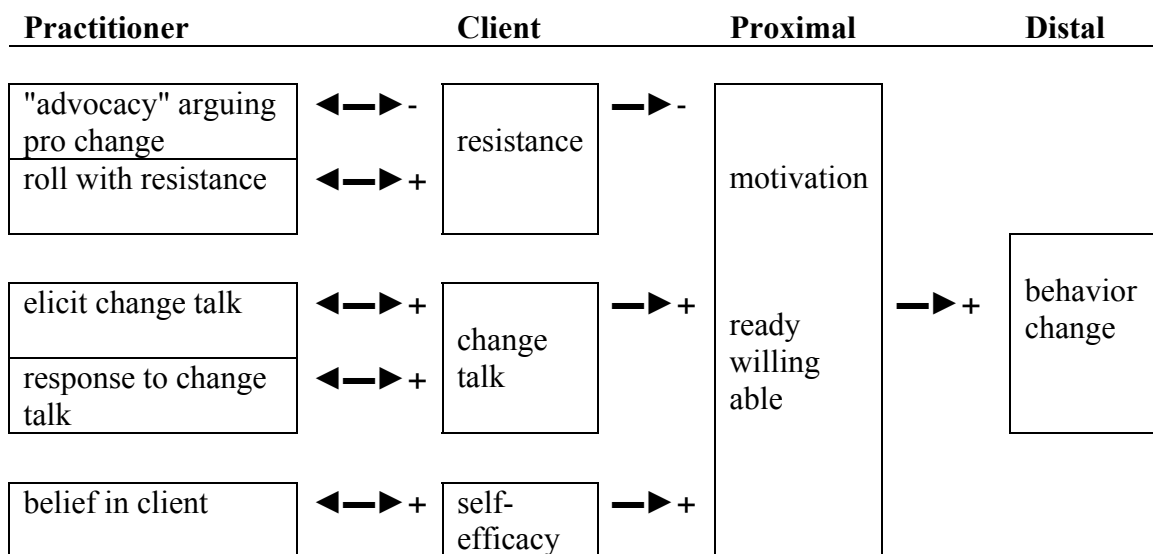 Practitioner Client Proximal Distal
"advocacy" arguing - resistance - motivation
pro change
roll with resistance +
elicit change talk + change + ready + behavior
talk willing change
response to change + able
talk
belief in client + self- +
efficacy